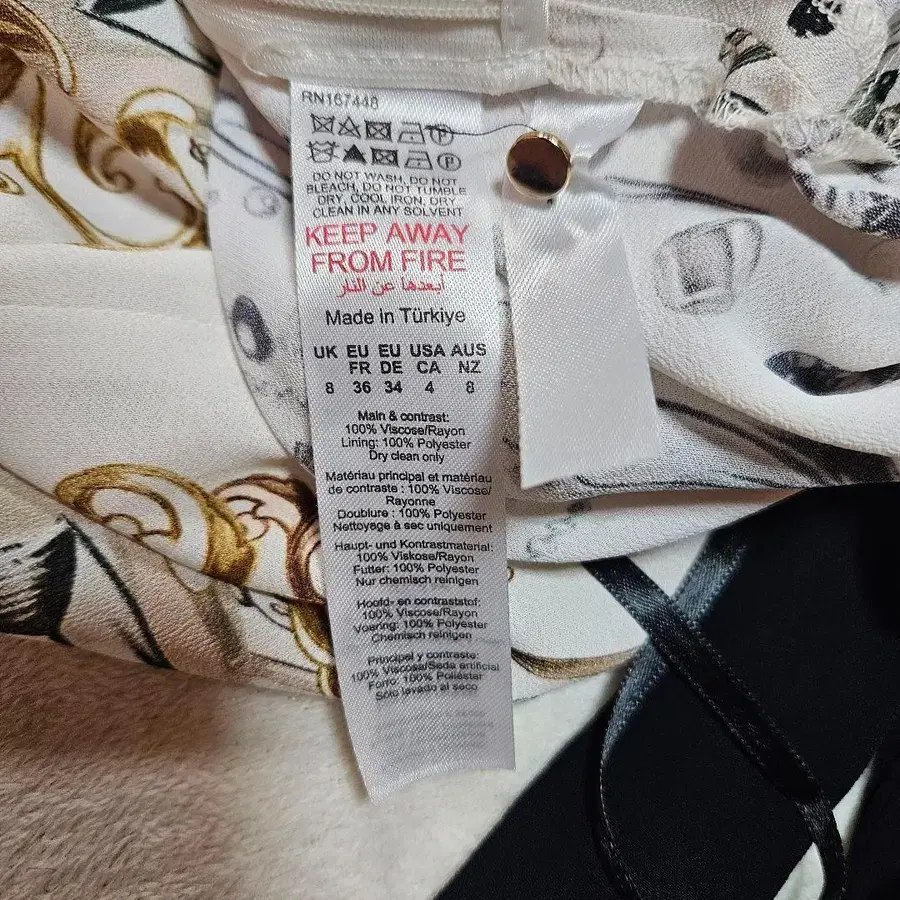 RN167448
DO NOT WASH, DO NOT
BLEACH, DO NOT TUMBLE
DRY, COOL IRON, DRY
CLEAN IN ANY SOLVENT
KEEP AWAY
FROM FIRE
أبعدها عن النار
Made in Türkiye
UK EU EU USA AUS
FR DE CA NZ
8 36 34 4 8
Main & contrast:
100% Viscose/Rayon
Lining: 100% Polyester
Dry clean only
Matériau principal et matériau
de contraste : 100% Viscose/
Rayonne
Doublure : 100% Polyester
Nettoyage à sec uniquement
Haupt- und Kontrastmaterial:
100% Viskose/Rayon
Futter: 100% Polyester
Nur chemisch reinigen
Hoofd- en contraststof:
100% Viscose/Rayon
Voering: 100% Polyester
Chemisch reinigen
Principal y contraste:
100% Viscosa/Seda artificial
Forro: 100% Poliéster
Solo lavado al seco